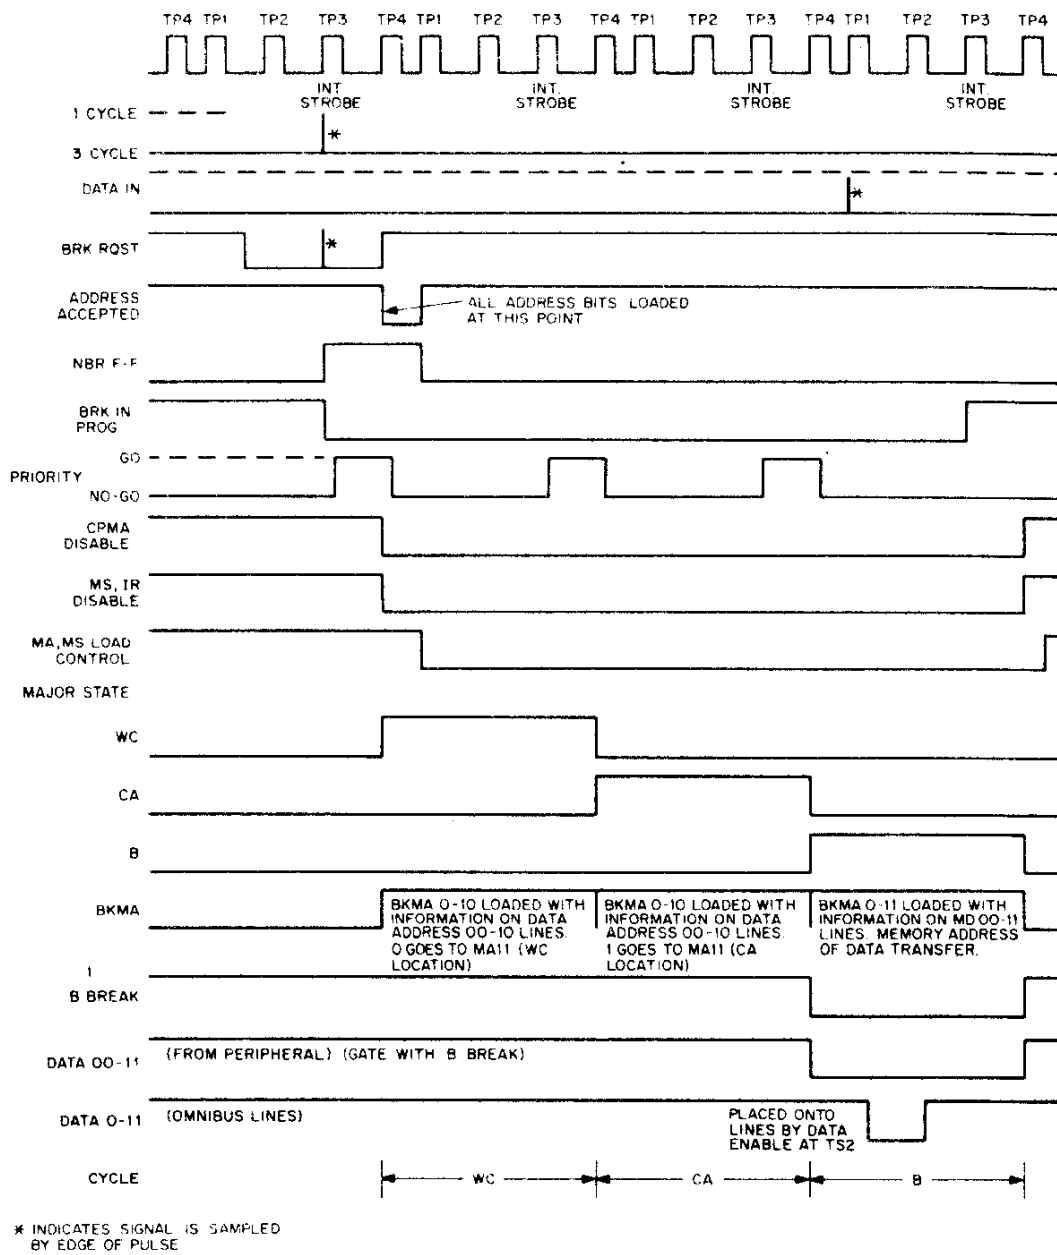 TP4 TP1 TP2 TP3 TP4 TP1 TP2 TP3 TP4 TP1 TP2 TP3 TP4 TP1 TP2 TP3 TP4
INT. INT. INT. INT.
STROBE STROBE STROBE STROBE
1 CYCLE
*
3 CYCLE
DATA IN
*
BRK RQST
*
ADDRESS
ACCEPTED
ALL ADDRESS BITS LOADED
AT THIS POINT
NBR F-F
BRK IN
PROG
GO
PRIORITY
NO-GO
CPMA
DISABLE
MS, IR
DISABLE
MA, MS LOAD
CONTROL
MAJOR STATE
WC
CA
B
BKMA
BKMA 0-10 LOADED WITH
INFORMATION ON DATA
ADDRESS 00-10 LINES.
0 GOES TO MA11 (WC
LOCATION)
BKMA 0-10 LOADED WITH
INFORMATION ON DATA
ADDRESS 00-10 LINES.
1 GOES TO MA11 (CA
LOCATION)
BKMA 0-11 LOADED WITH
INFORMATION ON MD 00-11
LINES. MEMORY ADDRESS
OF DATA TRANSFER.
1
B BREAK
DATA 00-11
(FROM PERIPHERAL) (GATE WITH B BREAK)
DATA 0-11
(OMNIBUS LINES)
PLACED ONTO
LINES BY DATA
ENABLE AT TS2
CYCLE
WC CA B
* INDICATES SIGNAL IS SAMPLED
BY EDGE OF PULSE